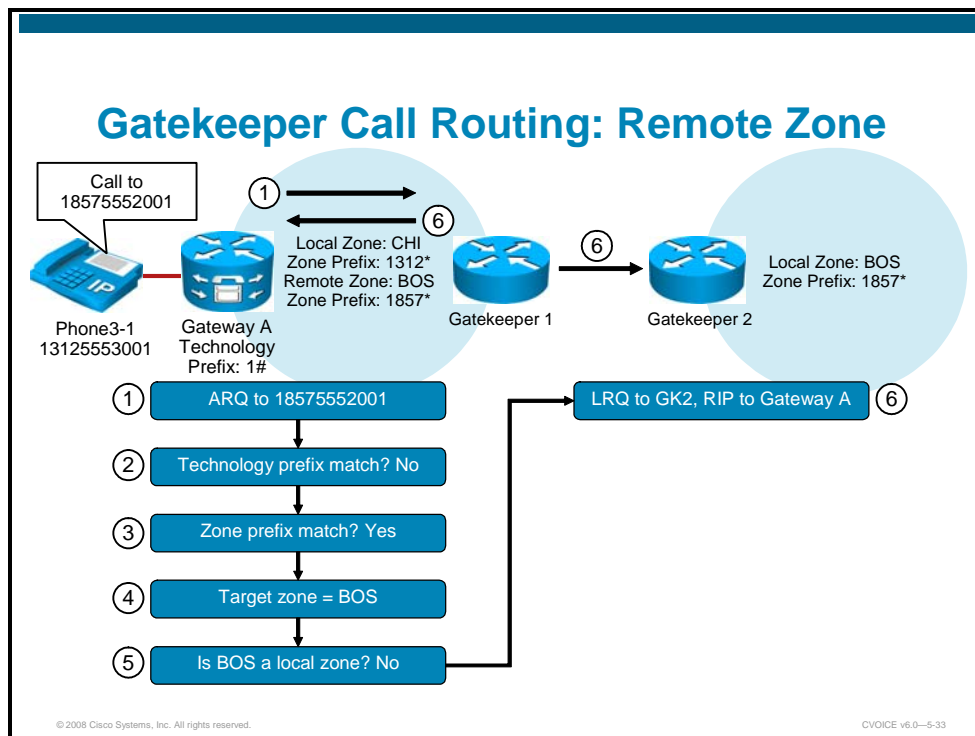 Gatekeeper Call Routing: Remote Zone
Call to
18575552001
1
6
IP
Phone3-1
13125553001
Gateway A
Technology
Prefix: 1#
Local Zone: CHI
Zone Prefix: 1312*
Remote Zone: BOS
Zone Prefix: 1857*
Gatekeeper 1
6
Gatekeeper 2
Local Zone: BOS
Zone Prefix: 1857*
1
ARQ to 18575552001
2
Technology prefix match? No
3
Zone prefix match? Yes
4
Target zone = BOS
5
Is BOS a local zone? No
LRQ to GK2, RIP to Gateway A
6
© 2008 Cisco Systems, Inc. All rights reserved.
CVOICE v6.0—5-33